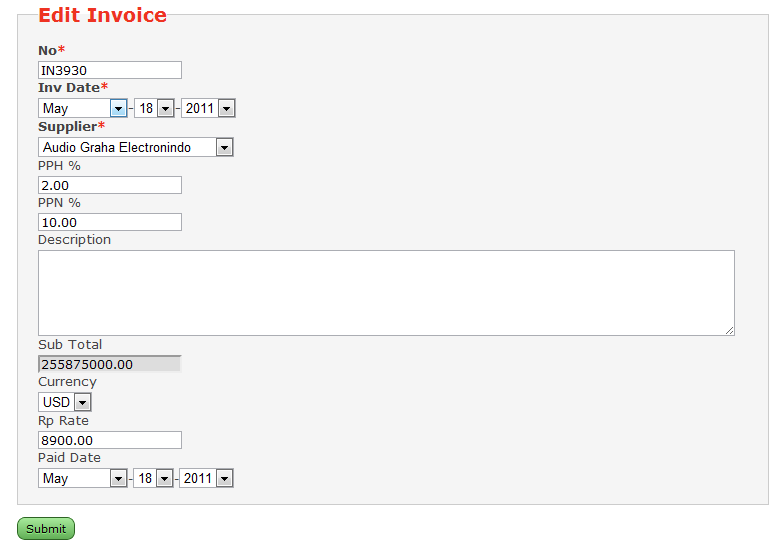 Edit Invoice
No*
IN3930
Inv Date*
May - 18 - 2011
Supplier*
Audio Graha Electronindo
PPH %
2.00
PPN %
10.00
Description
Sub Total
255875000.00
Currency
USD
Rp Rate
8900.00
Paid Date
May - 18 - 2011
Submit